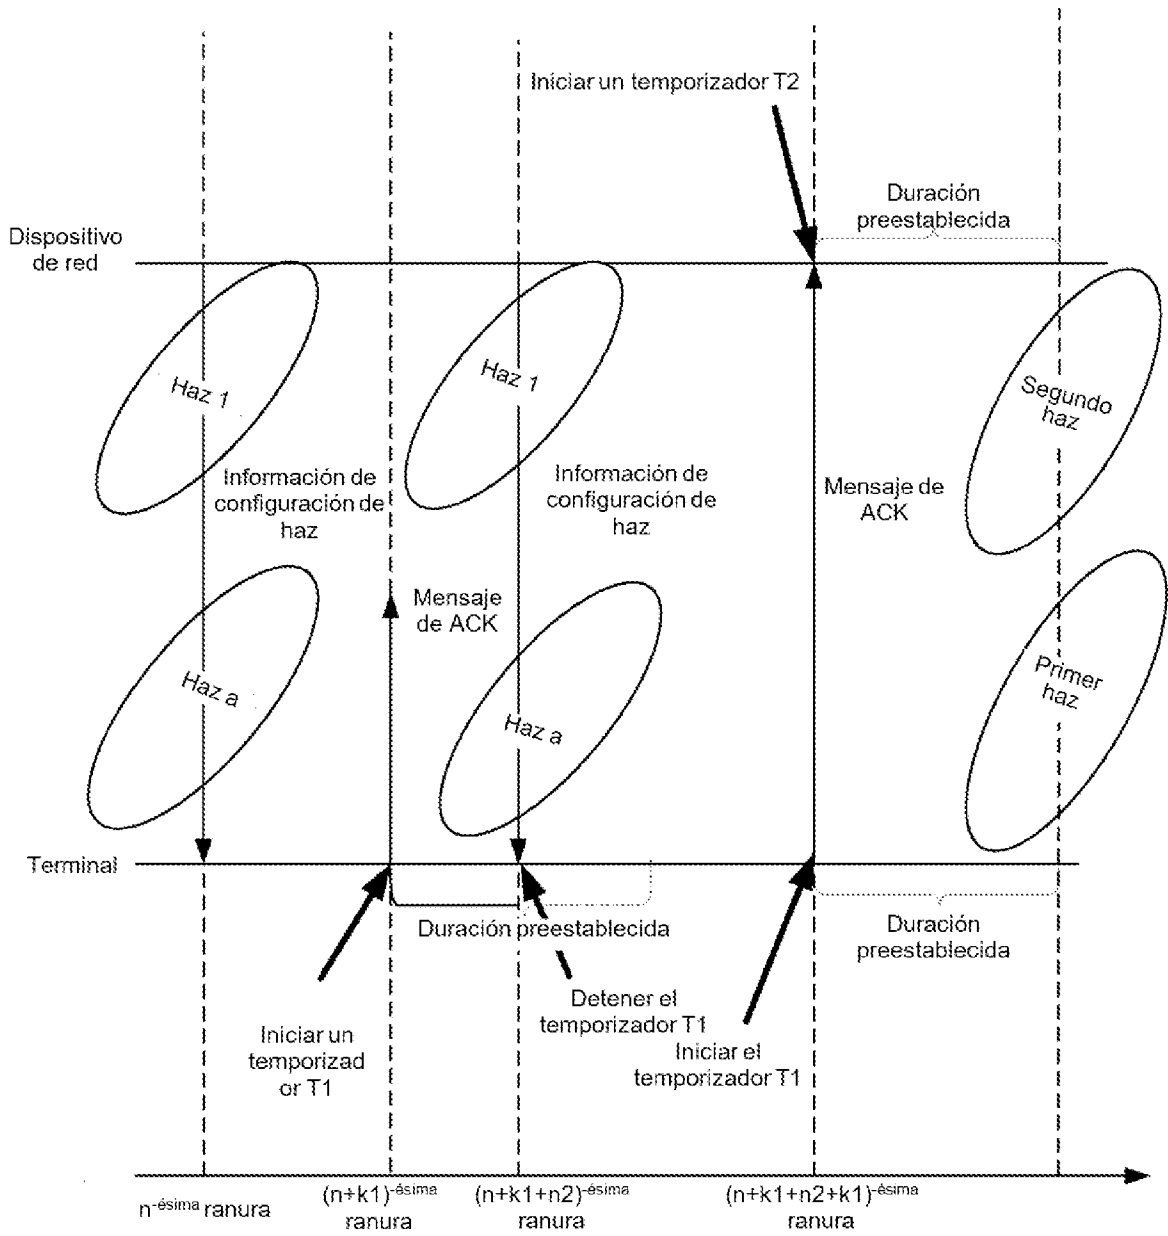 Iniciar un temporizador T2
Duración
preestablecida
Dispositivo
de red
Haz 1
Haz 1
Segundo
haz
Información de
configuración de
haz
Información de
configuración de
haz
Mensaje de
ACK
Mensaje
de ACK
Haz a
Haz a
Primer
haz
Terminal
Duración preestablecida
Duración
preestablecida
Detener el
temporizador T1
Iniciar un
temporizad
or T1
Iniciar el
temporizador T1
n-ésima ranura
(n+k1)-ésima
ranura
(n+k1+n2)-ésima
ranura
(n+k1+n2+k1)-ésima
ranura